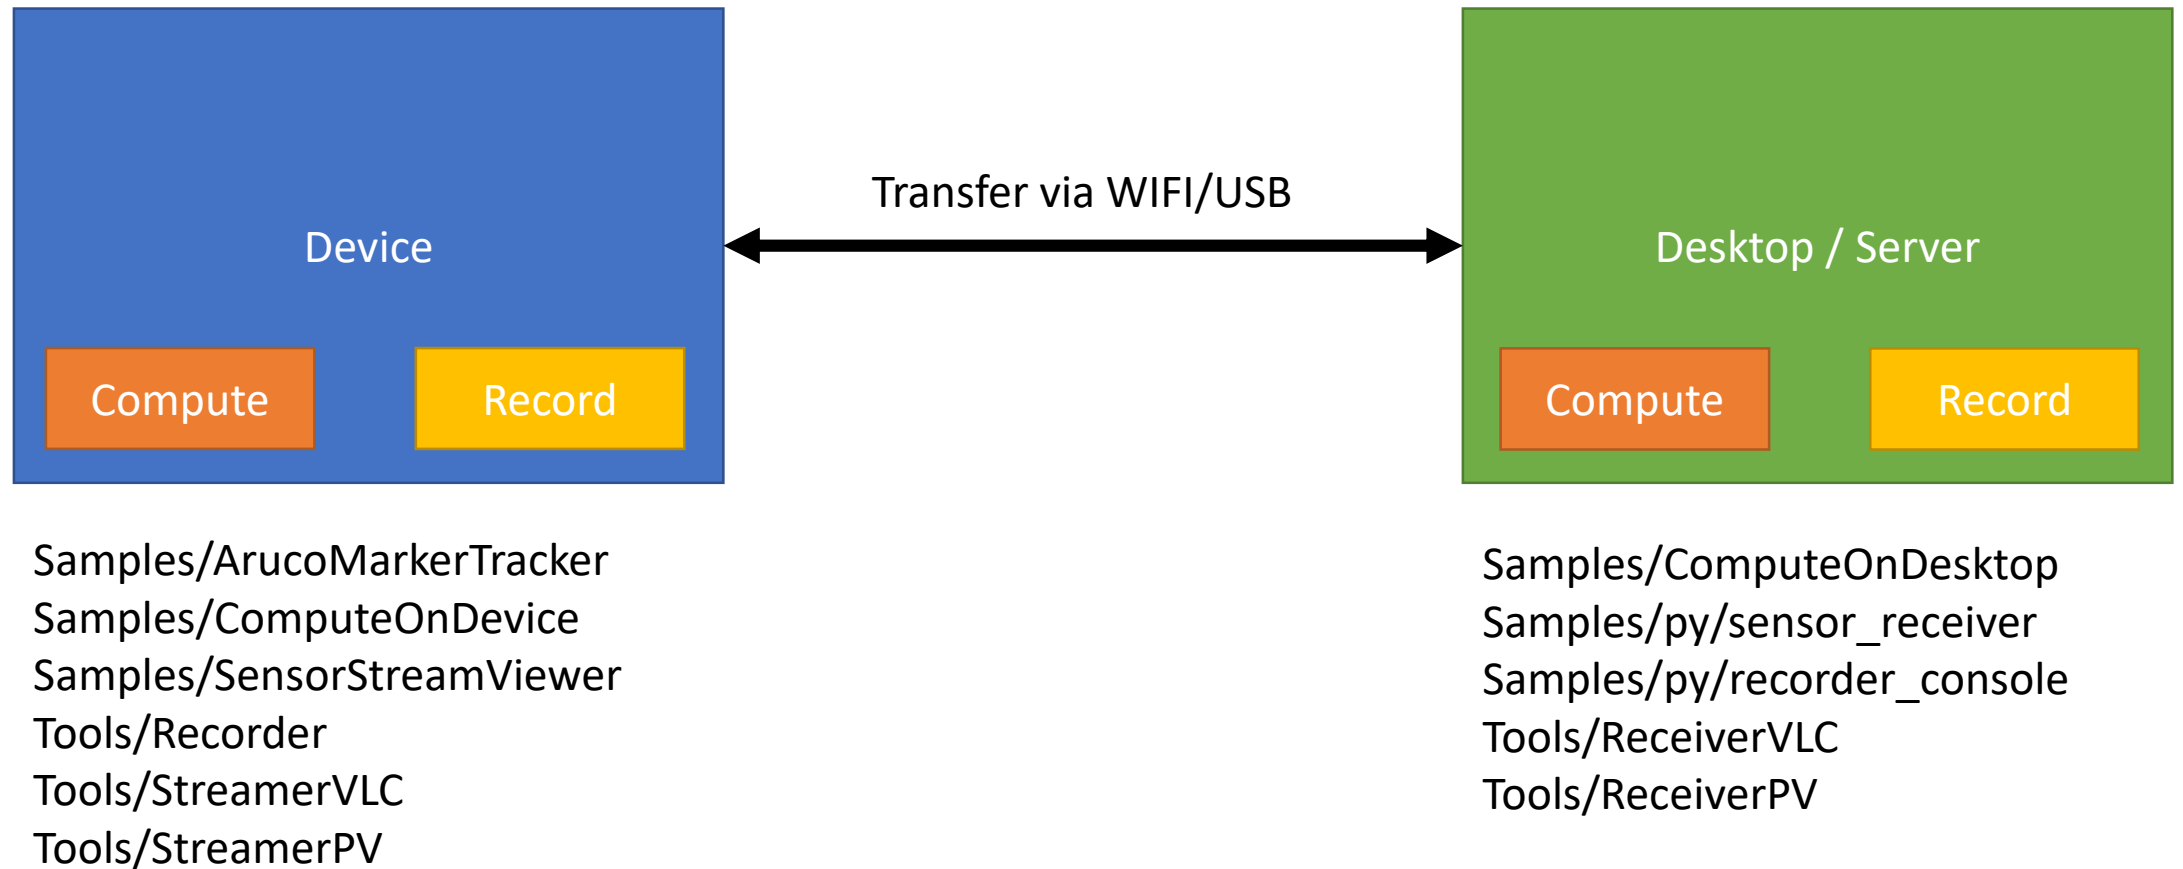 Device
Compute
Record
Transfer via WIFI/USB
Desktop / Server
Compute
Record
Samples/ArucoMarkerTracker
Samples/ComputeOnDevice
Samples/SensorStreamViewer
Tools/Recorder
Tools/StreamerVLC
Tools/StreamerPV
Samples/ComputeOnDesktop
Samples/py/sensor_receiver
Samples/py/recorder_console
Tools/ReceiverVLC
Tools/ReceiverPV